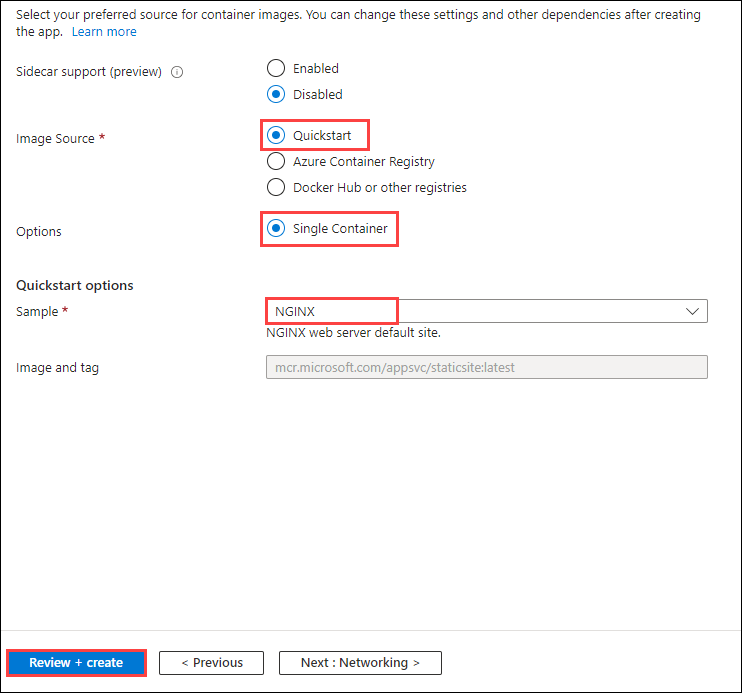 Select your preferred source for container images. You can change these settings and other dependencies after creating
the app. Learn more
Sidecar support (preview)
Enabled
Disabled
Image Source *
Quickstart
Azure Container Registry
Docker Hub or other registries
Options
Single Container
Quickstart options
Sample *
NGINX
NGINX web server default site.
Image and tag
mcr.microsoft.com/appsvc/staticsite:latest
Review + create
< Previous
Next : Networking >